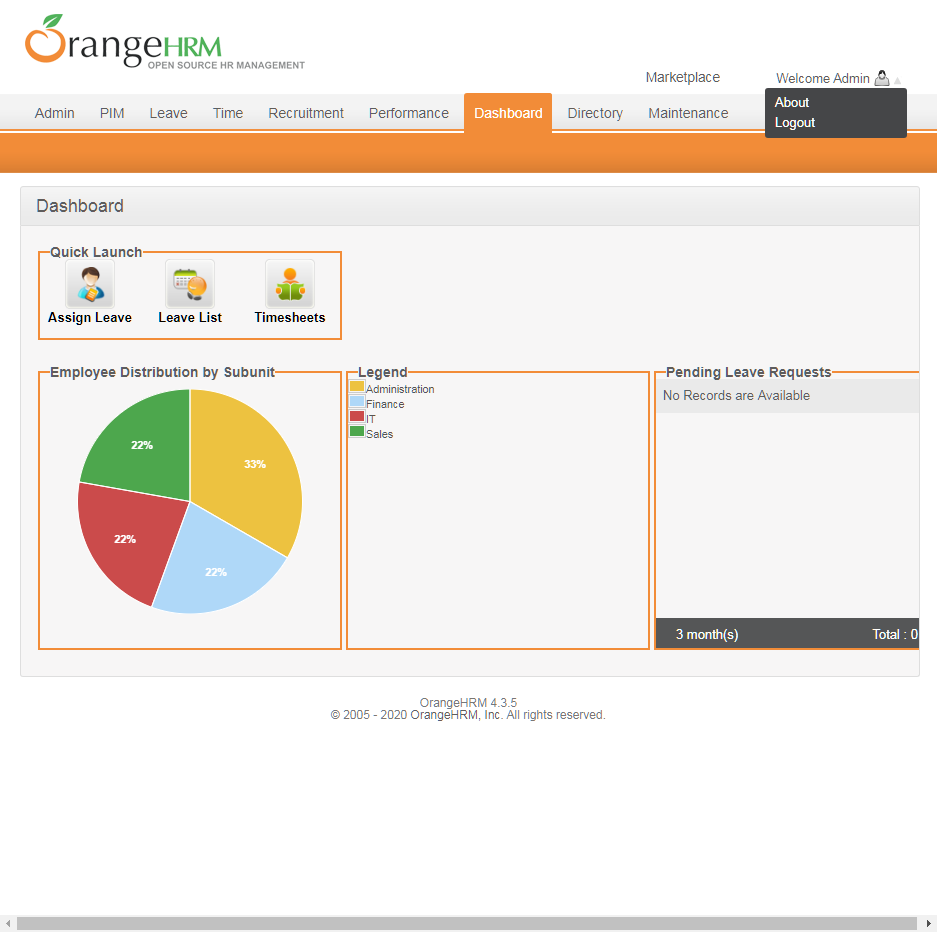 OrangeHRM
OPEN SOURCE HR MANAGEMENT
Marketplace
Welcome Admin
About
Logout
Admin PIM Leave Time Recruitment Performance Dashboard Directory Maintenance
Dashboard
Quick Launch
Assign Leave Leave List Timesheets
Employee Distribution by Subunit
22%
33%
22%
22%
Legend
Administration
Finance
IT
Sales
Pending Leave Requests
No Records are Available
3 month(s) Total : 0
OrangeHRM 4.3.5
© 2005 - 2020 OrangeHRM, Inc. All rights reserved.